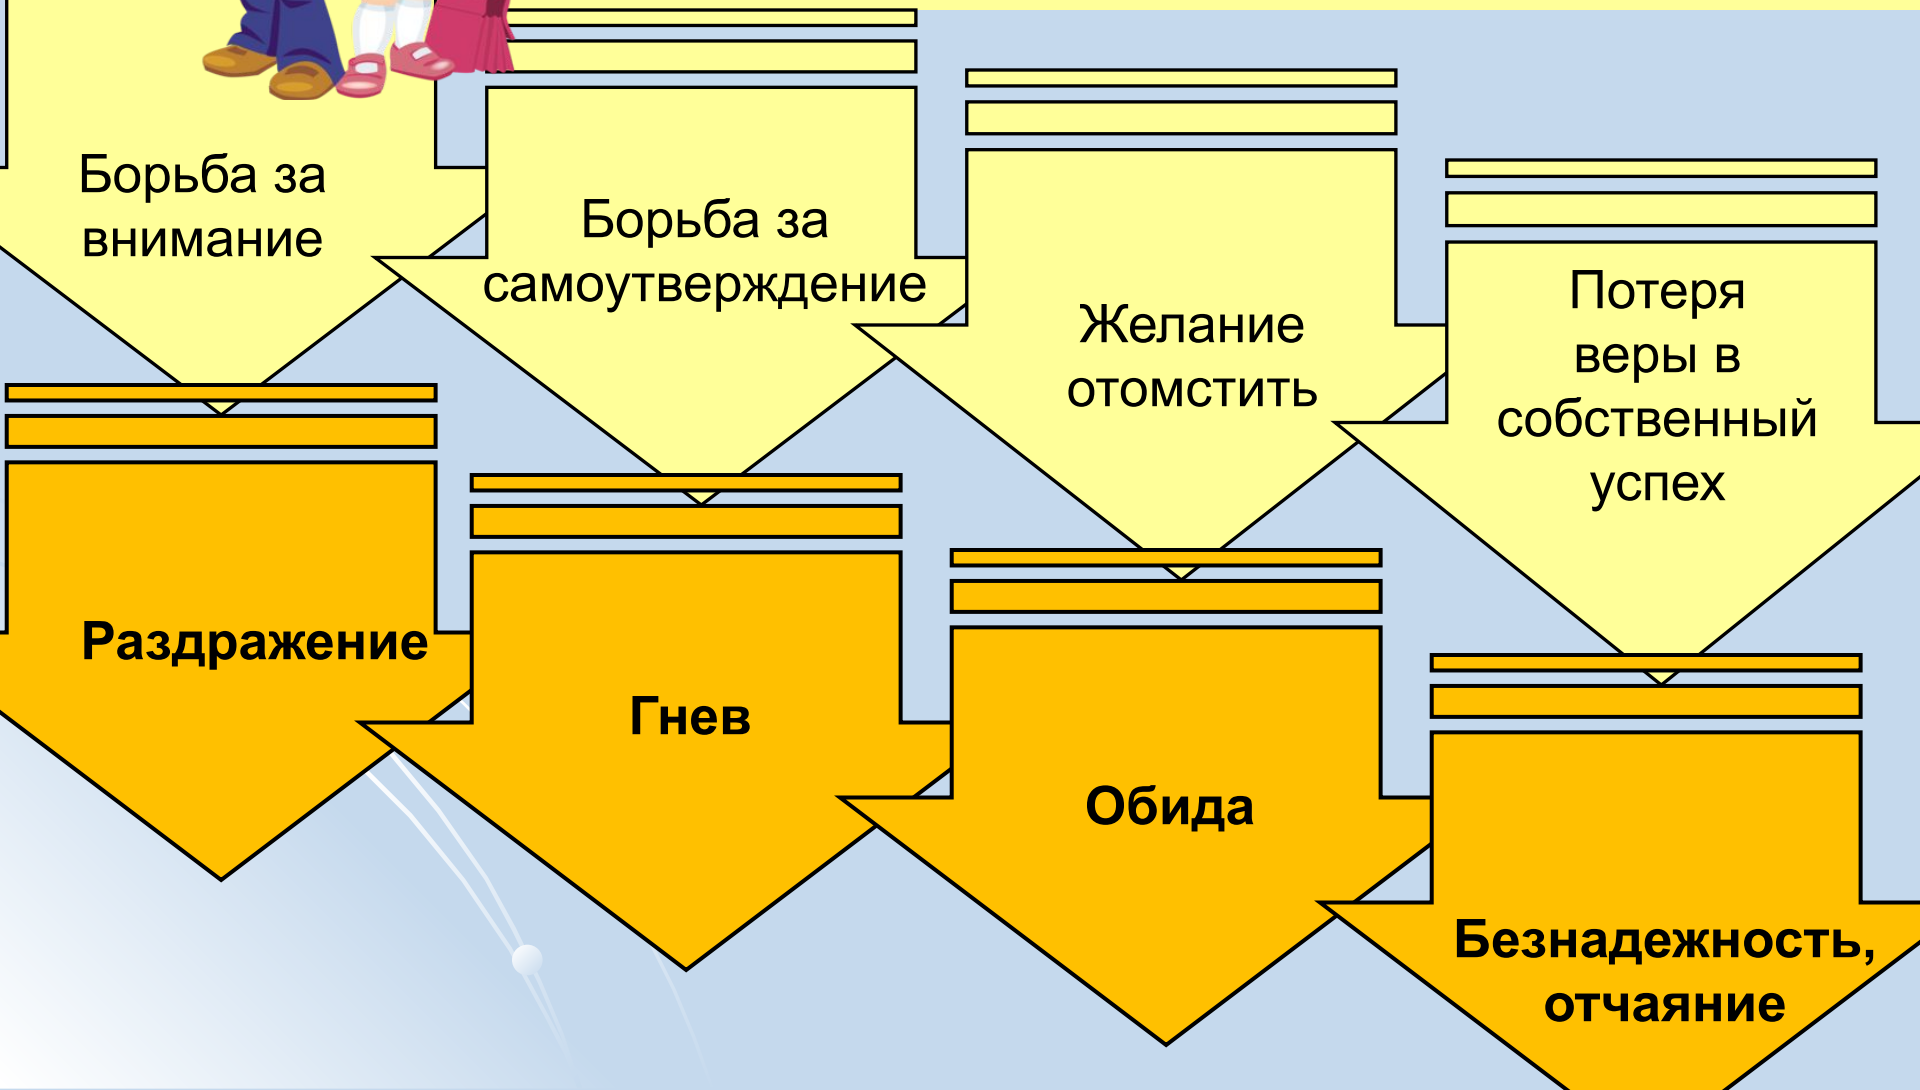 Борьба за
внимание
Борьба за
самоутверждение
Желание
отомстить
Потеря
веры в
собственный
успех
Раздражение
Гнев
Обида
Безнадежность,
отчаяние